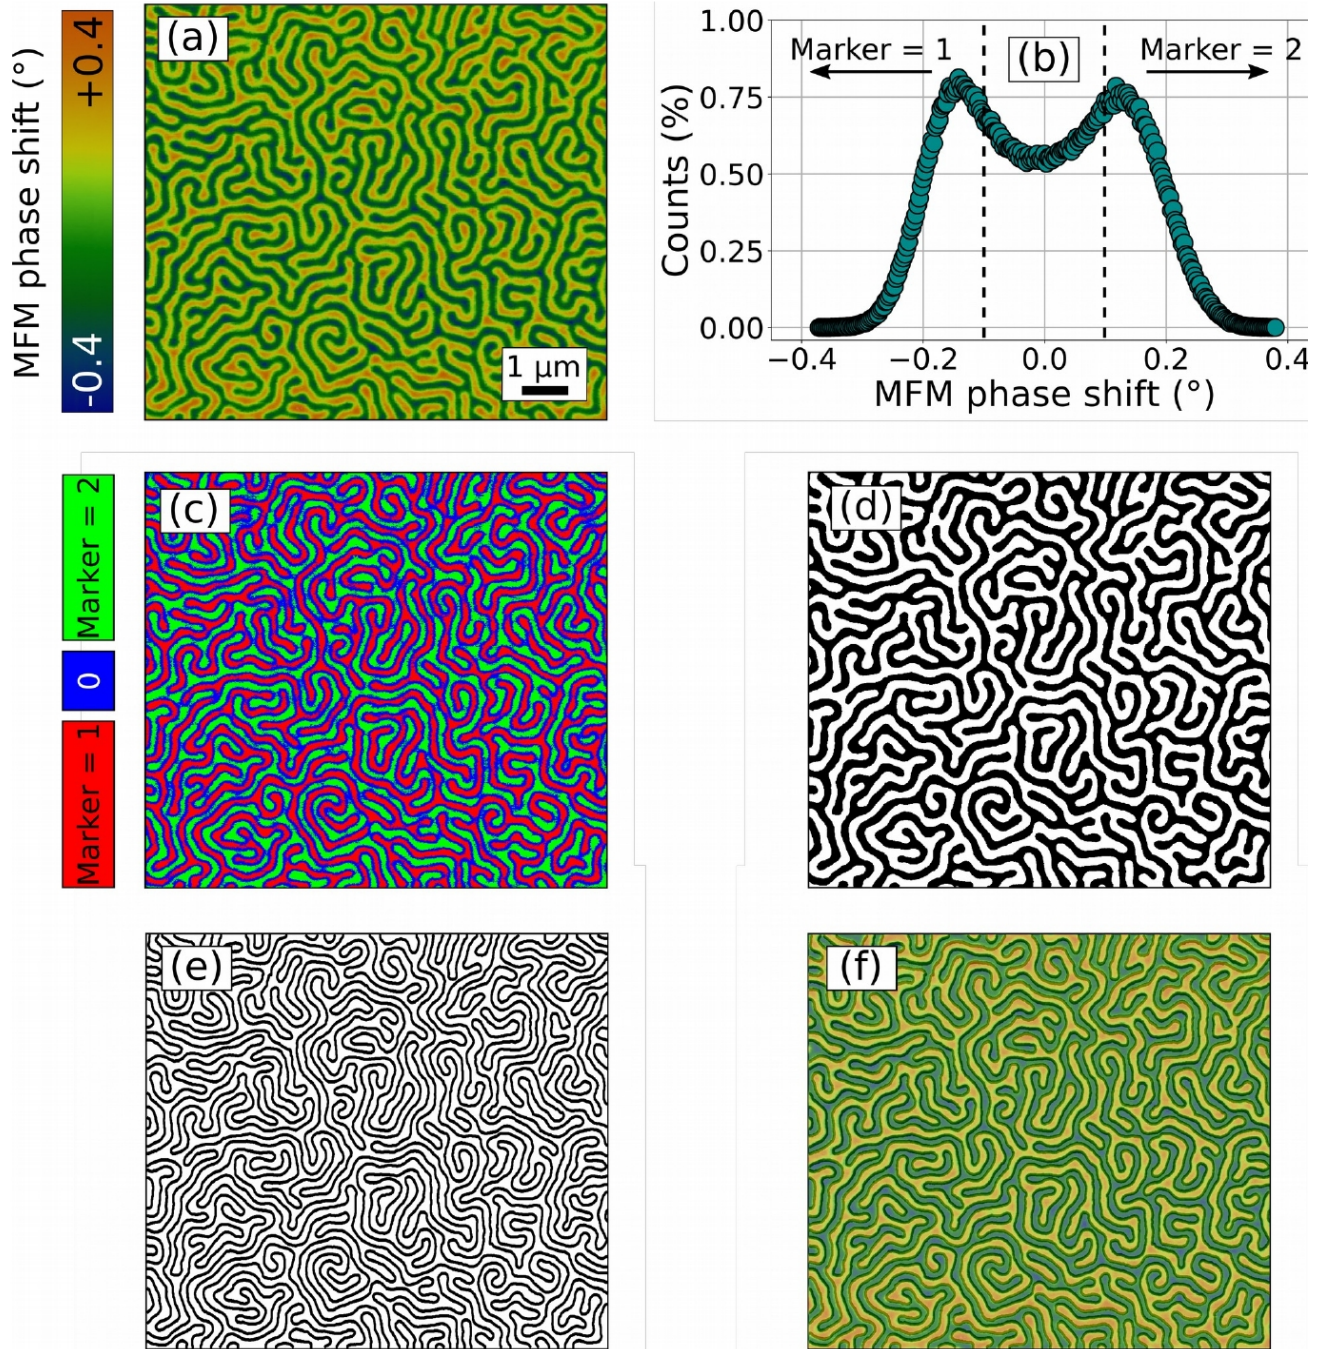 MFM phase shift (°)
+0.4
-0.4
(a)
1 µm
1.00
0.75
0.50
0.25
0.00
Counts (%)
Marker = 1
(b)
Marker = 2
−0.4
−0.2
0.0
0.2
0.4
MFM phase shift (°)
Marker = 2
0
Marker = 1
(c)
(d)
(e)
(f)